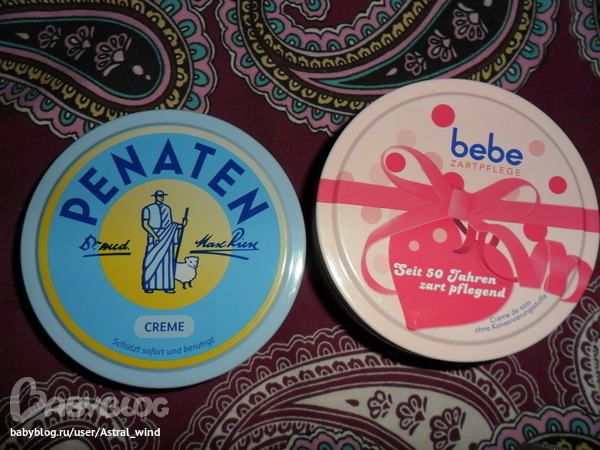 PENATEN
Dr. med. Max Riese
CREME
Schützt sofort und beruhigt
bebe
ZARTPFLEGE
Seit 50 Jahren
zart pflegend
Crème de soin
ohne Konservierungsstoffe
BABYBLOG
babyblog.ru/user/Astral_wind